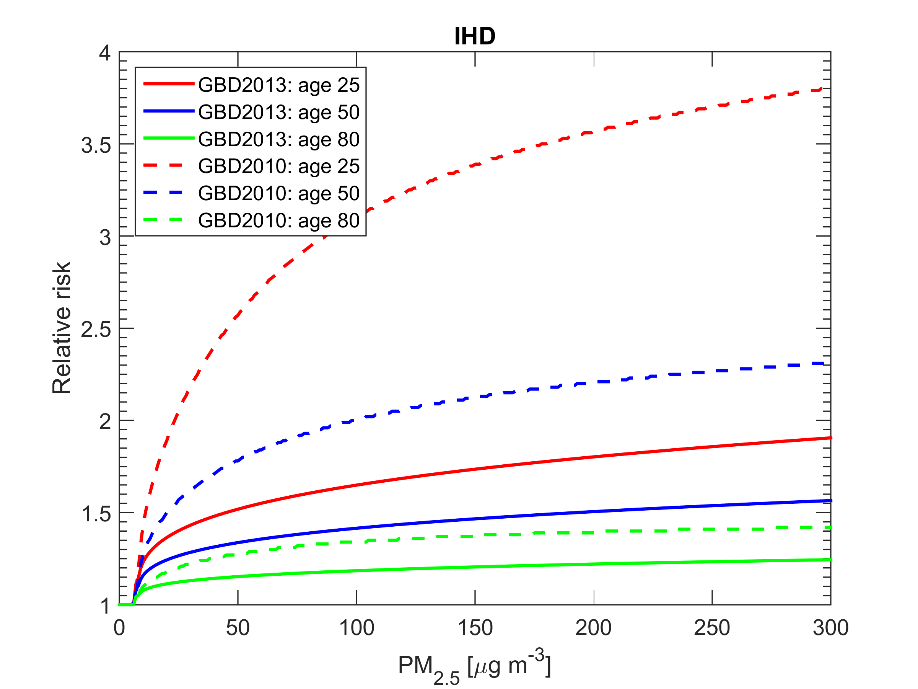 IHD
4
3.5
3
2.5
2
1.5
1
Relative risk
GBD2013: age 25
GBD2013: age 50
GBD2013: age 80
GBD2010: age 25
GBD2010: age 50
GBD2010: age 80
0 50 100 150 200 250 300
PM2.5 [μg m-3]